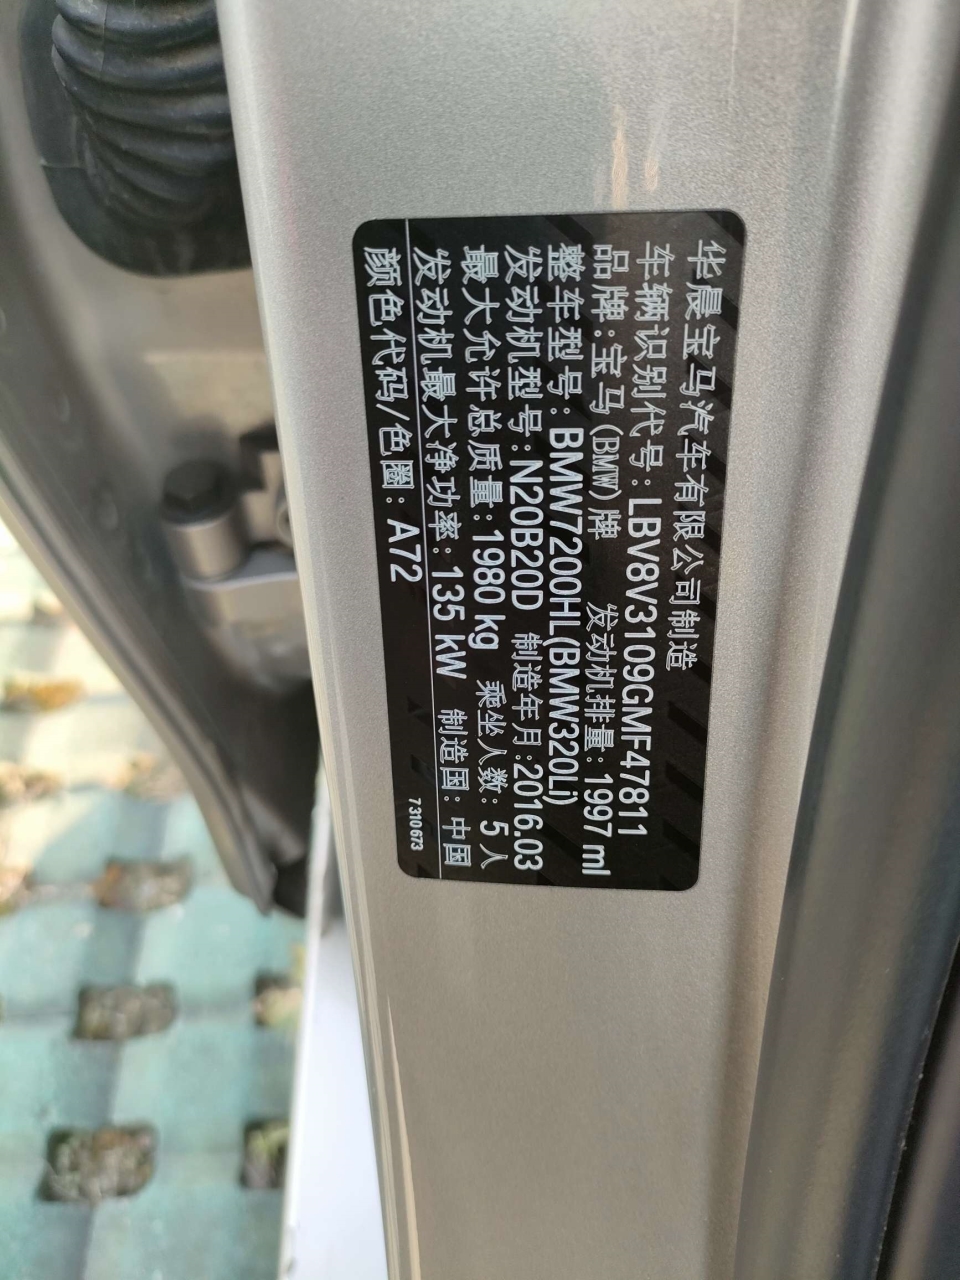 华晨宝马汽车有限公司制造
车辆识别代号: LBV8V3109GMF47811
品牌:宝马(BMW)牌 发动机排量:1997 ml
整车型号: BMW7200HL(BMW320Li)
发动机型号:N20B20D 制造年月:2016.03
最大允许总质量:1980 kg 乘坐人数: 5 人
发动机最大净功率:135 kW 制造国: 中国
颜色代码/色圈: A72 7310673